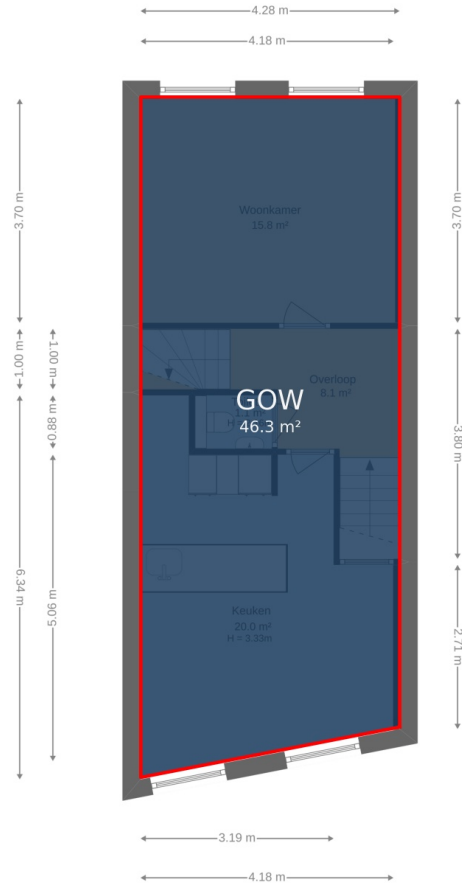 4.28 m
4.18 m
3.70 m
3.70 m
Woonkamer
15.8 m²
1.00 m
1.00 m
Overloop
8.1 m²
GOW
46.3 m²
0.88 m
3.80 m
6.34 m
5.06 m
Keuken
20.0 m²
H = 3.33m
2.71 m
3.19 m
4.18 m